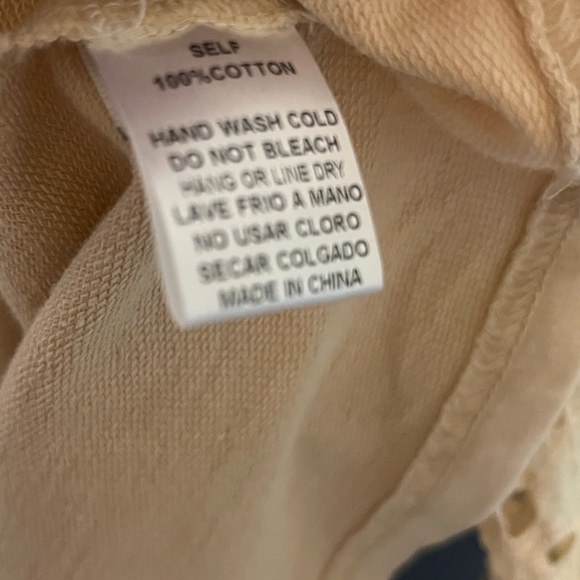 SELF
100%COTTON
HAND WASH COLD
DO NOT BLEACH
HANG OR LINE DRY
LAVE FRIO A MANO
NO USAR CLORO
SECAR COLGADO
MADE IN CHINA